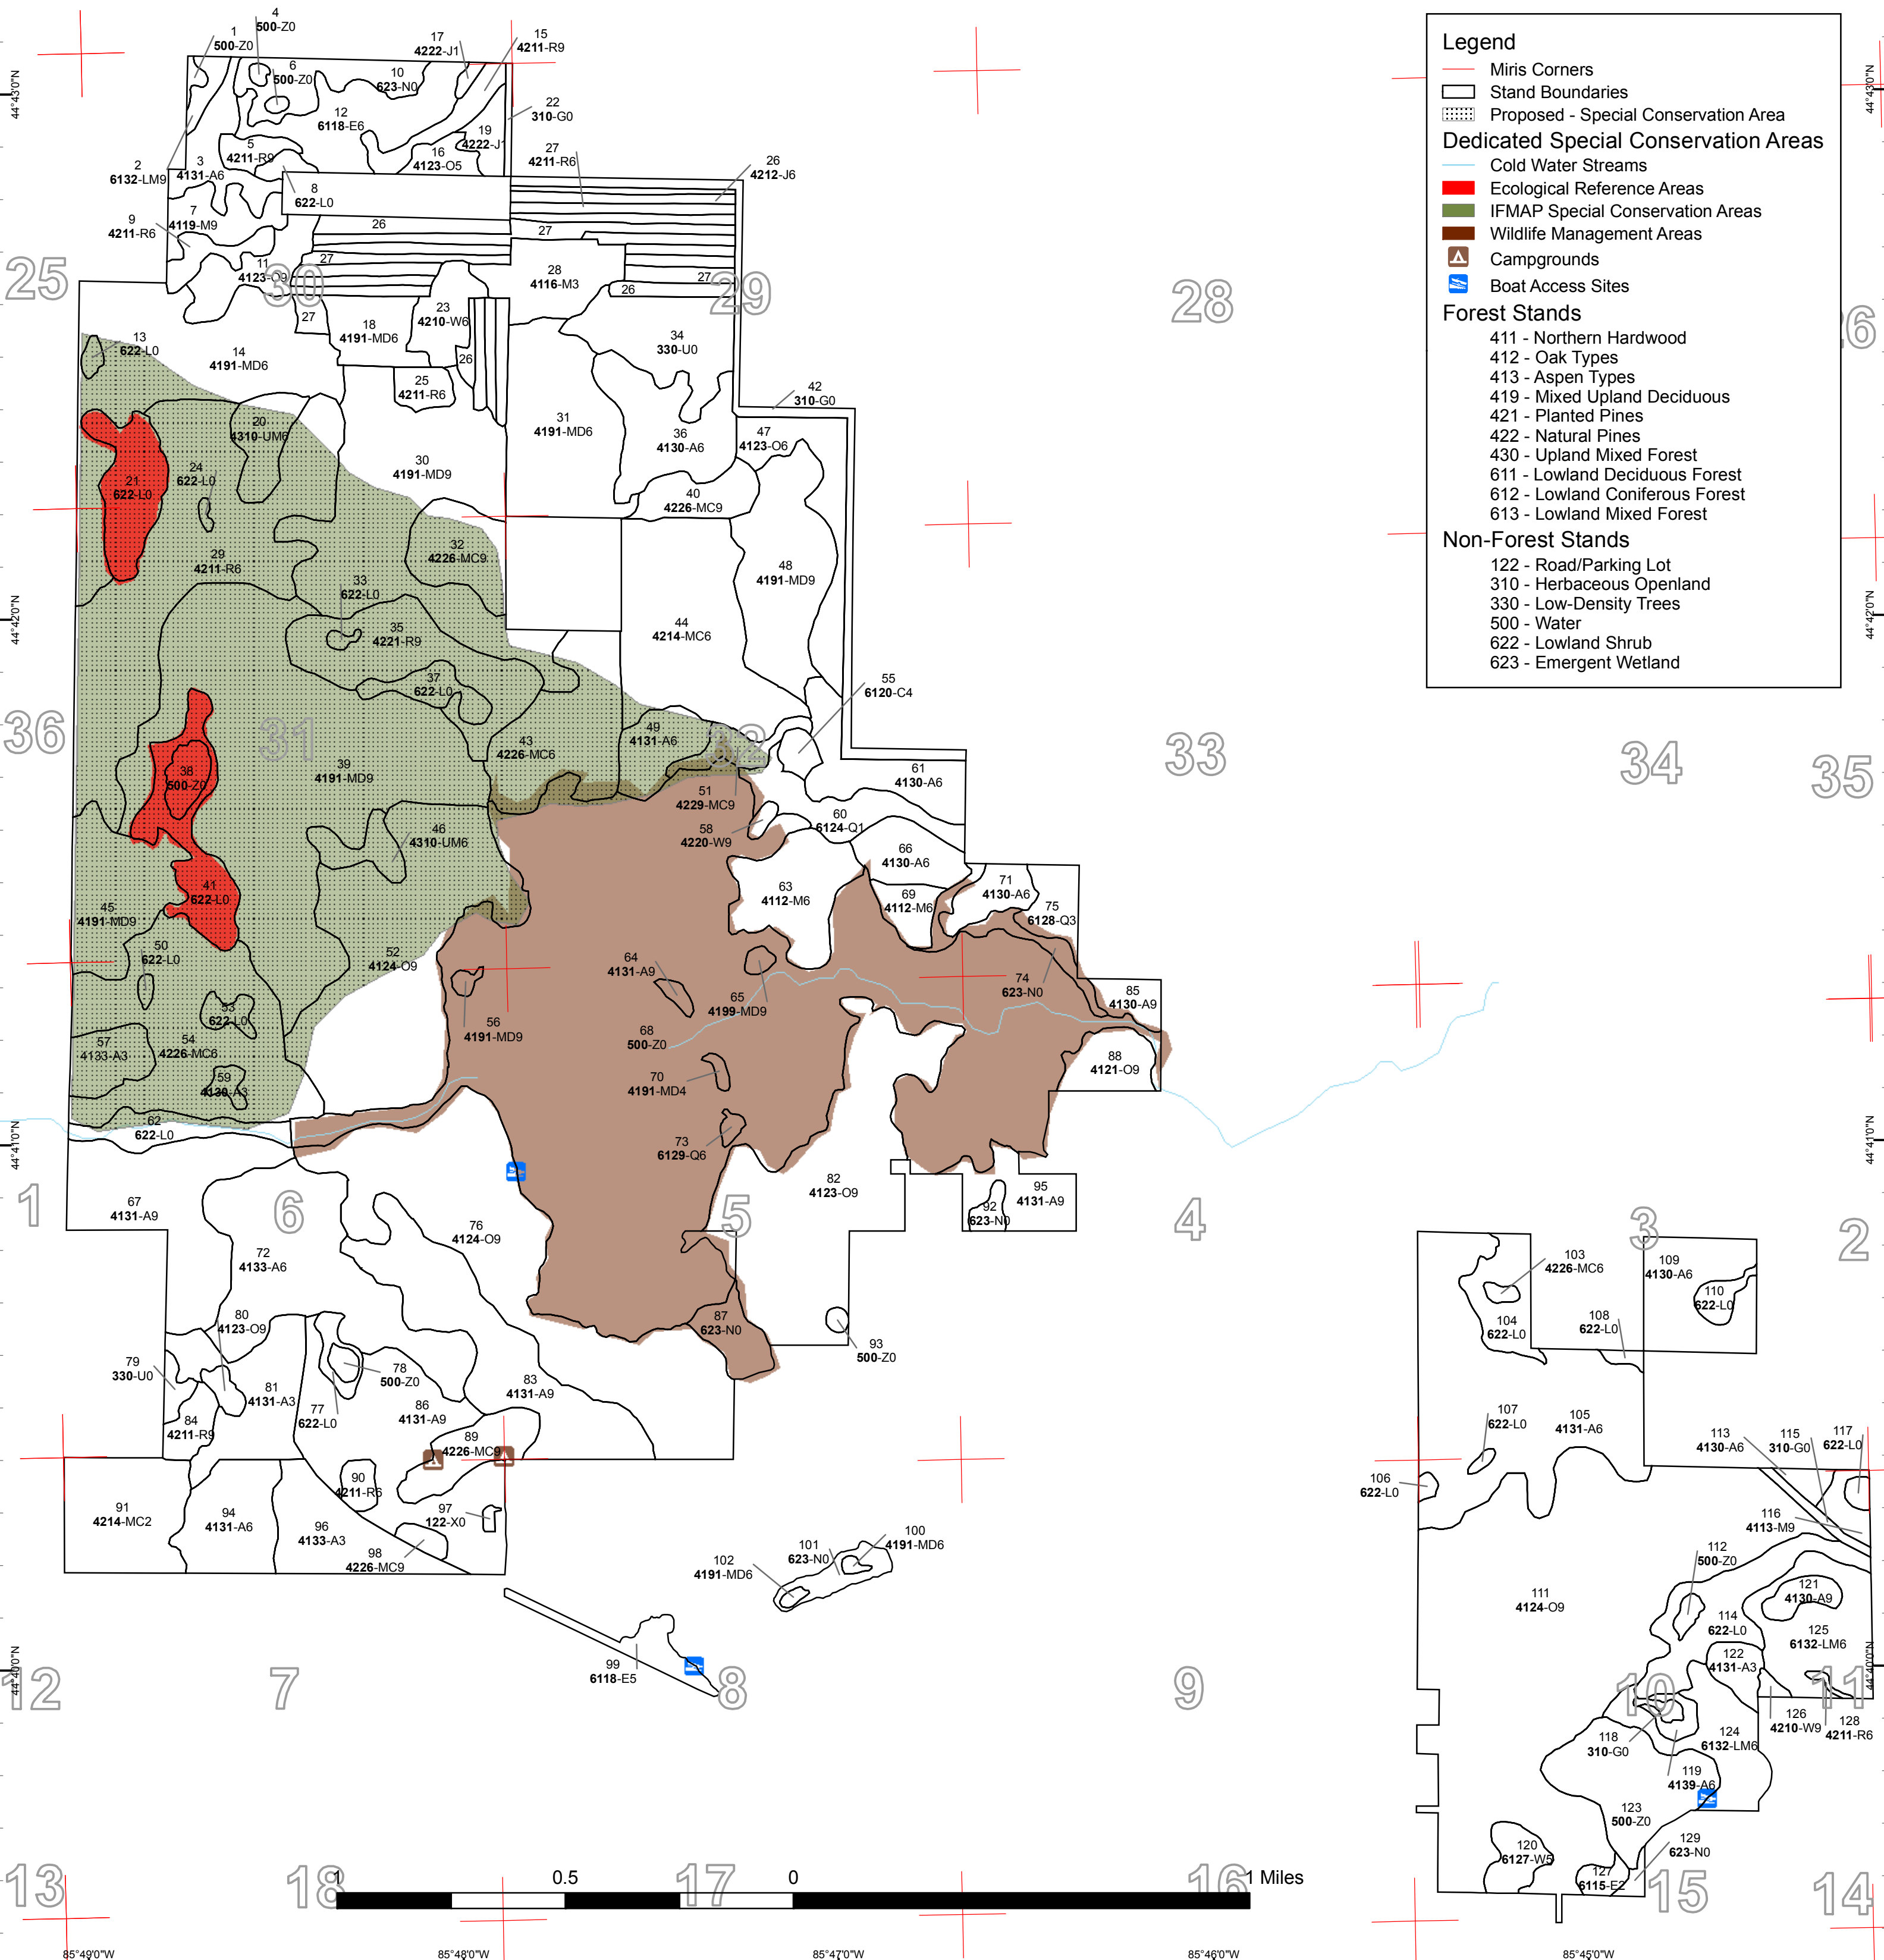 Legend
Miris Corners
Stand Boundaries
Proposed - Special Conservation Area
Dedicated Special Conservation Areas
Cold Water Streams
Ecological Reference Areas
IFMAP Special Conservation Areas
Wildlife Management Areas
Campgrounds
Boat Access Sites
Forest Stands
411 - Northern Hardwood
412 - Oak Types
413 - Aspen Types
419 - Mixed Upland Deciduous
421 - Planted Pines
422 - Natural Pines
430 - Upland Mixed Forest
611 - Lowland Deciduous Forest
612 - Lowland Coniferous Forest
613 - Lowland Mixed Forest
Non-Forest Stands
122 - Road/Parking Lot
310 - Herbaceous Openland
330 - Low-Density Trees
500 - Water
622 - Lowland Shrub
623 - Emergent Wetland
1
500-Z0
4
500-Z0
6
500-Z0
10
623-N0
17
4222-J1
15
4211-R9
12
6118-E6
22
310-G0
19
4222-J1
16
4123-O5
5
4211-R9
2
6132-LM9
3
4131-A6
8
622-L0
27
4211-R6
26
4212-J6
7
4119-M9
9
4211-R6
26
27
11
4123-O9
27
28
4116-M3
27
26
25
30
29
28
26
27
18
4191-MD6
23
4210-W6
26
13
622-L0
14
4191-MD6
34
330-U0
25
4211-R6
42
310-G0
20
4310-UM6
31
4191-MD6
36
4130-A6
47
4123-O6
21
622-L0
24
622-L0
30
4191-MD9
40
4226-MC9
29
4211-R6
32
4226-MC9
48
4191-MD9
33
622-L0
35
4221-R9
44
4214-MC6
37
622-L0
55
6120-C4
36
31
32
33
34
35
49
4131-A6
43
4226-MC6
38
500-Z0
39
4191-MD9
61
4130-A6
51
4229-MC9
46
4310-UM6
58
4220-W9
60
6124-Q1
66
4130-A6
41
622-L0
63
4112-M6
69
4112-M6
71
4130-A6
75
6128-Q3
45
4191-MD9
50
622-L0
52
4124-O9
64
4131-A9
74
623-N0
85
4130-A9
65
4199-MD9
53
622-L0
56
4191-MD9
68
500-Z0
57
4133-A3
54
4226-MC6
88
4121-O9
59
4130-A3
70
4191-MD4
62
622-L0
73
6129-Q6
82
4123-O9
95
4131-A9
92
623-N0
1
6
5
4
3
2
67
4131-A9
76
4124-O9
72
4133-A6
103
4226-MC6
109
4130-A6
110
622-L0
80
4123-O9
87
623-N0
104
622-L0
108
622-L0
93
500-Z0
79
330-U0
78
500-Z0
81
4131-A3
83
4131-A9
77
622-L0
86
4131-A9
84
4211-R9
107
622-L0
105
4131-A6
113
4130-A6
115
310-G0
117
622-L0
89
4226-MC9
90
4211-R6
106
622-L0
91
4214-MC2
94
4131-A6
96
4133-A3
97
122-X0
98
4226-MC9
116
4113-M9
100
4191-MD6
101
623-N0
102
4191-MD6
112
500-Z0
111
4124-O9
121
4130-A9
114
622-L0
125
6132-LM6
99
6118-E5
122
4131-A3
12
7
8
9
10
11
126
4210-W9
128
4211-R6
118
310-G0
124
6132-LM6
119
4139-A6
123
500-Z0
120
6127-W5
129
623-N0
127
6115-E2
13
18
17
16
15
14
1
0.5
0
1 Miles
85°49'0"W
85°48'0"W
85°47'0"W
85°46'0"W
85°45'0"W
44°43'0"N
44°42'0"N
44°41'0"N
44°40'0"N
44°43'0"N
44°42'0"N
44°41'0"N
44°40'0"N